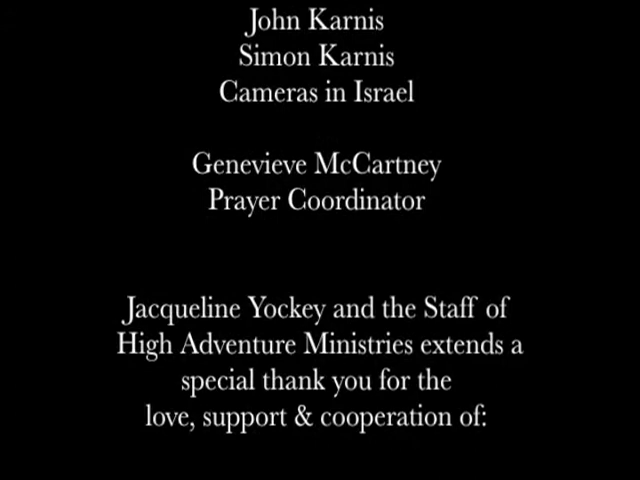 John Karnis
Simon Karnis
Cameras in Israel
Genevieve McCartney
Prayer Coordinator
Jacqueline Yockey and the Staff of
High Adventure Ministries extends a
special thank you for the
love, support & cooperation of: